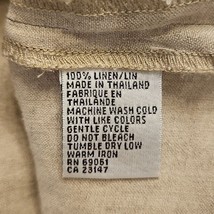 100% LINEN/LIN
MADE IN THAILAND
FABRIQUE EN
THAILANDE
MACHINE WASH COLD
WITH LIKE COLORS
GENTLE CYCLE
DO NOT BLEACH
TUMBLE DRY LOW
WARM IRON
RN 69061
CA 23147